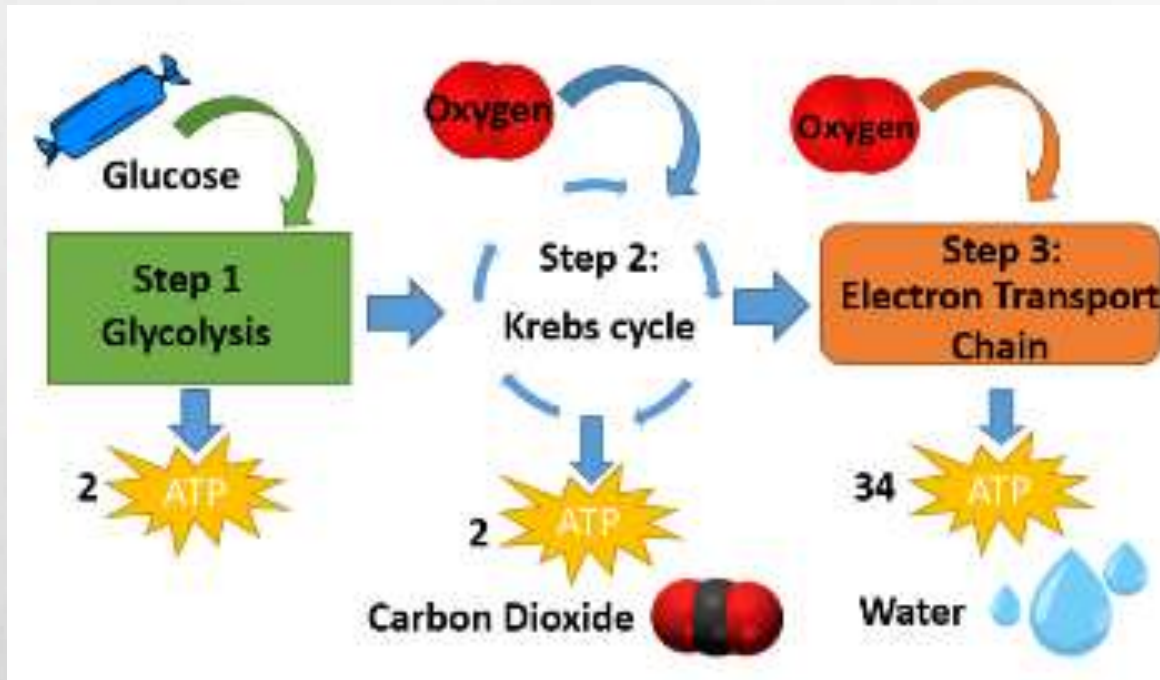 Glucose
Step 1
Glycolysis
2
ATP
Oxygen
Step 2:
Krebs cycle
2
ATP
Carbon Dioxide
Oxygen
Step 3:
Electron Transport
Chain
34
ATP
Water